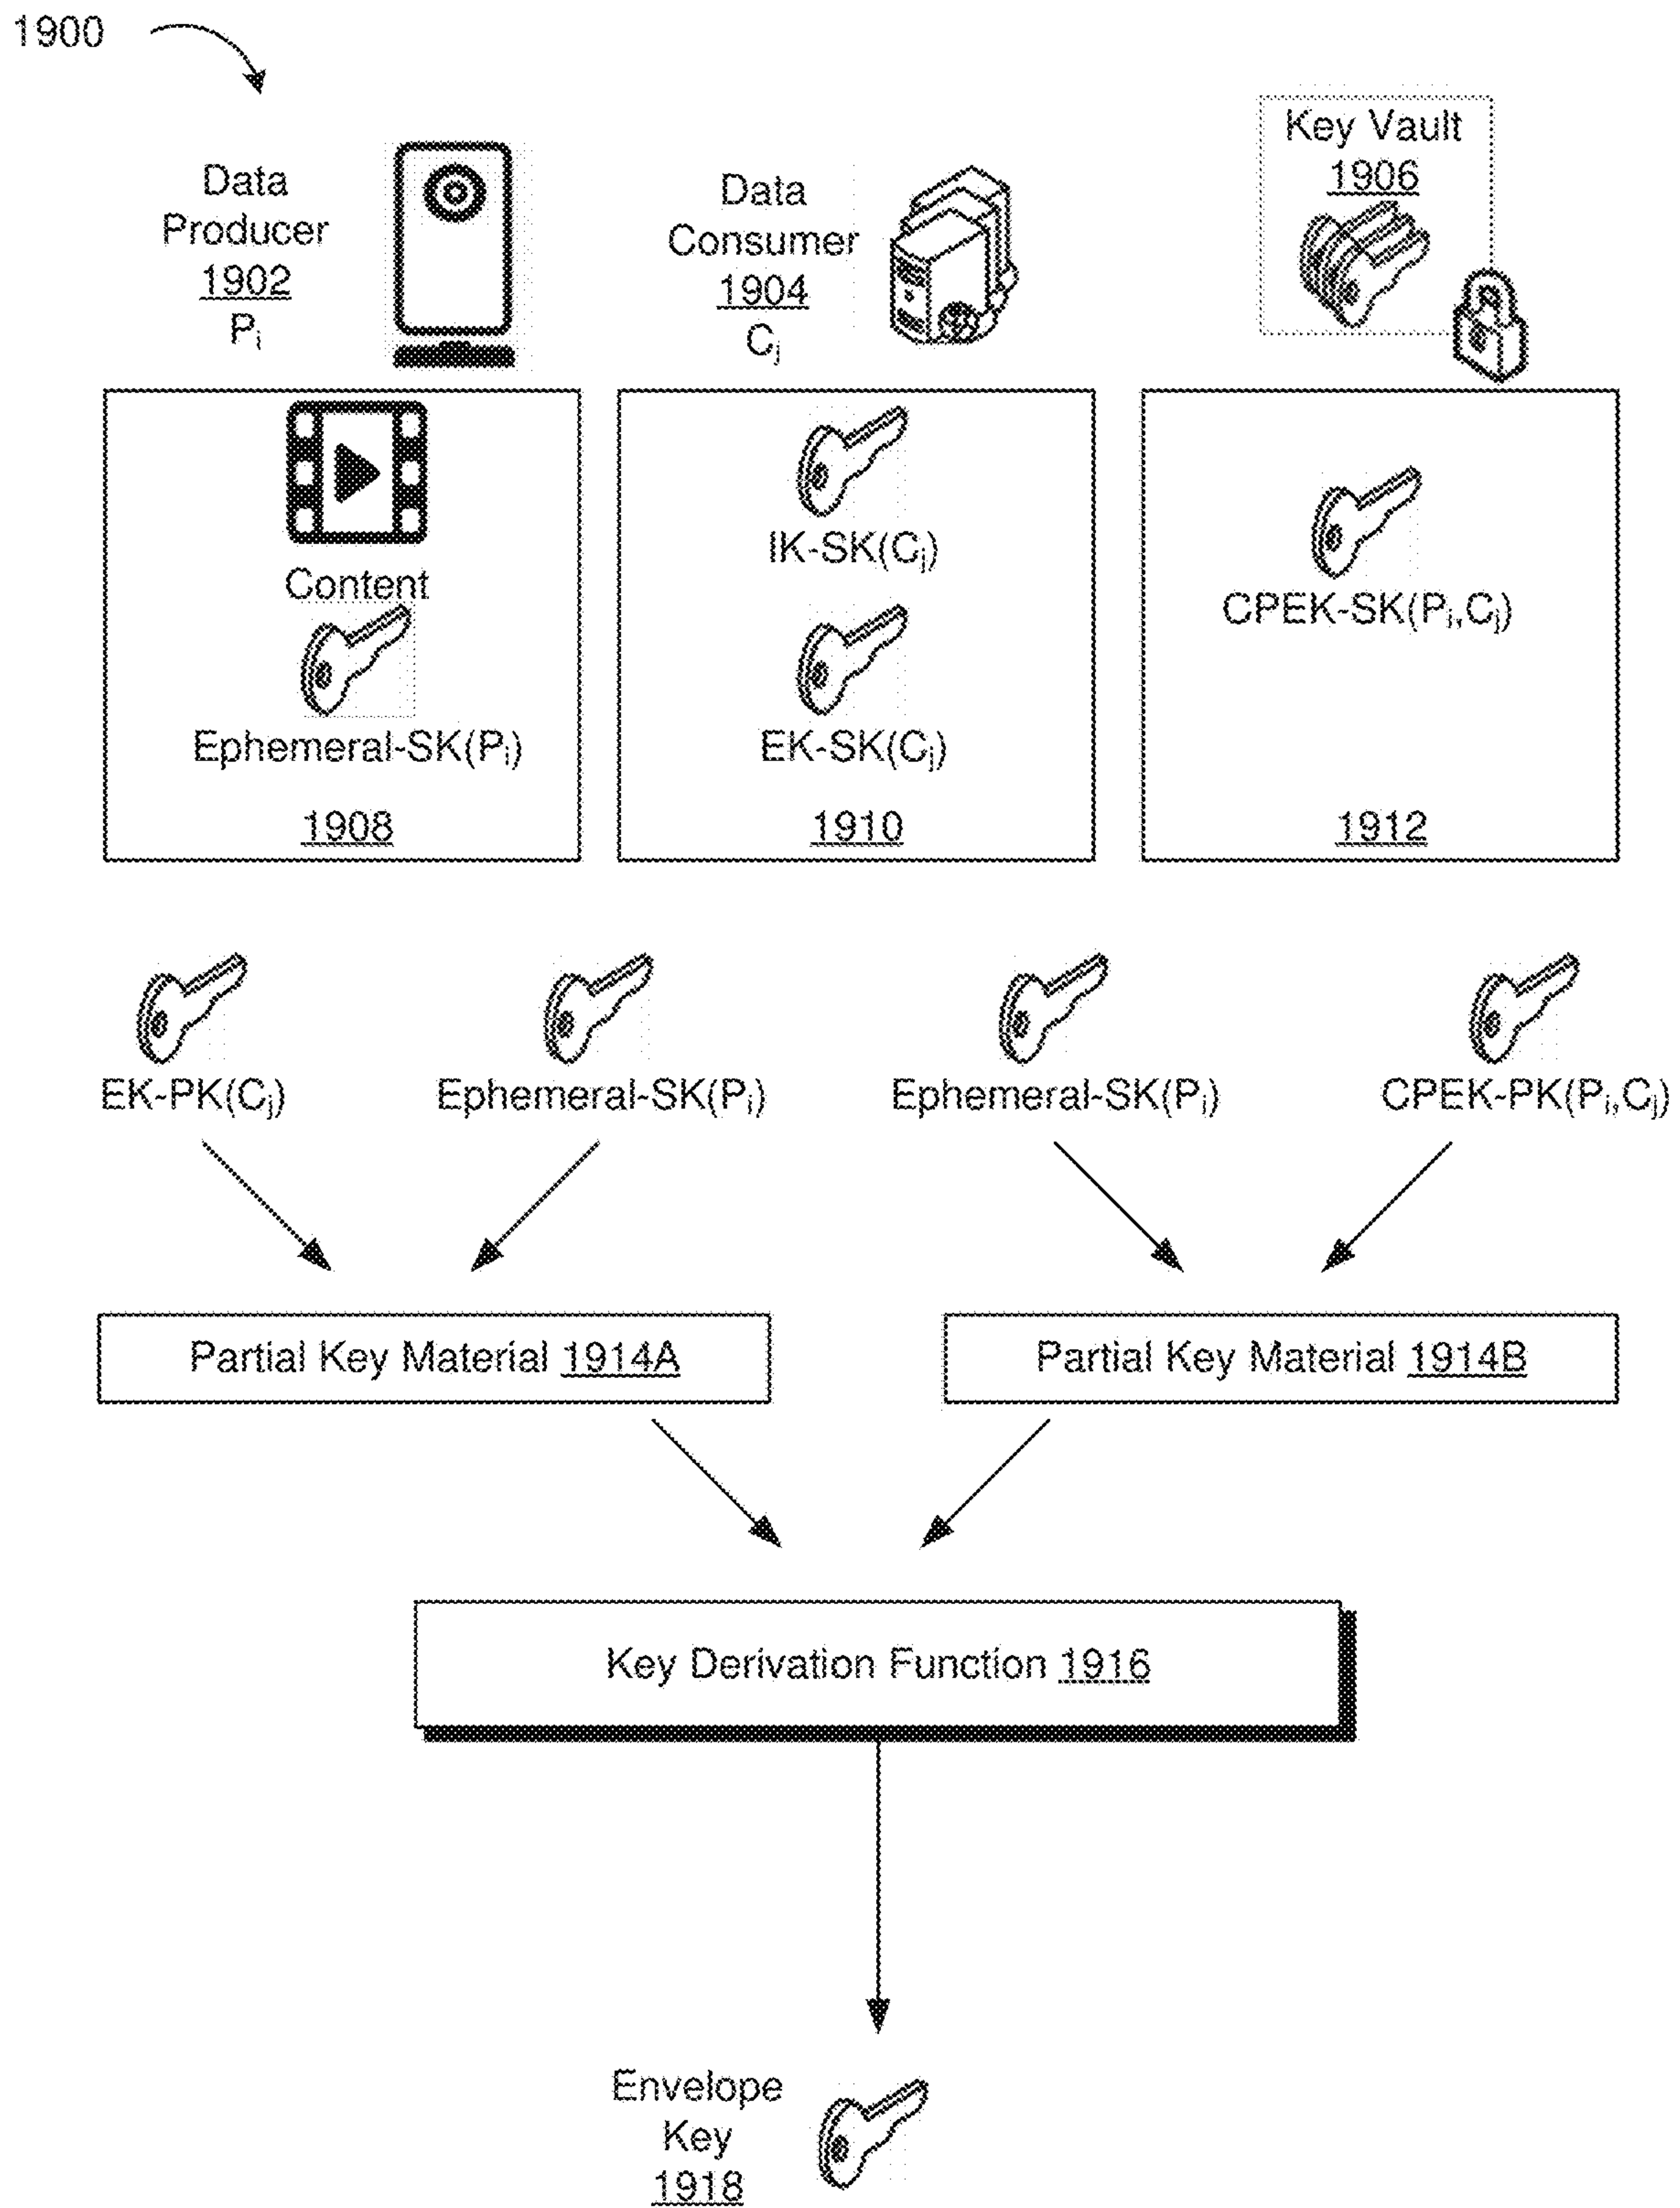 1900
Data
Producer
1902
Pi
Data
Consumer
1904
Cj
Key Vault
1906
Content
Ephemeral-SK(Pi)
1908
IK-SK(Cj)
EK-SK(Cj)
1910
CPEK-SK(Pi,Cj)
1912
EK-PK(Cj)
Ephemeral-SK(Pi)
Ephemeral-SK(Pi)
CPEK-PK(Pi,Cj)
Partial Key Material 1914A
Partial Key Material 1914B
Key Derivation Function 1916
Envelope
Key
1918